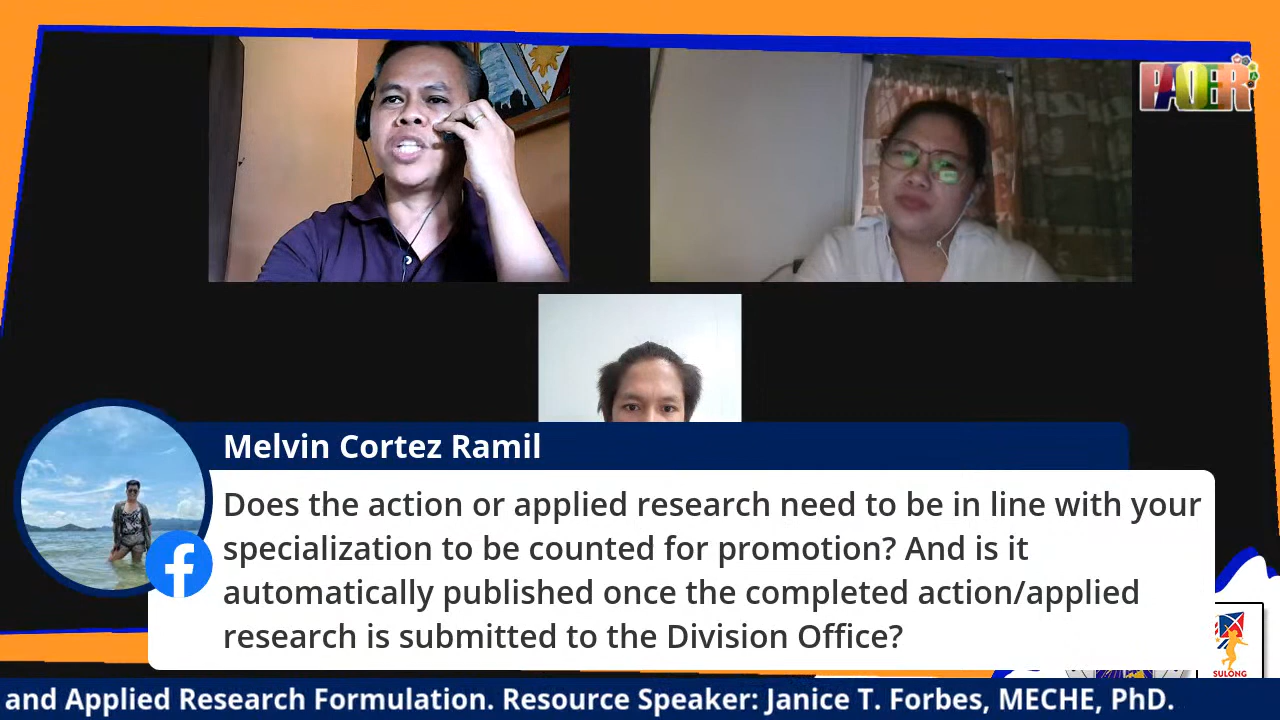 PAOER
Melvin Cortez Ramil
Does the action or applied research need to be in line with your
specialization to be counted for promotion? And is it
automatically published once the completed action/applied
research is submitted to the Division Office?
SULONG
and Applied Research Formulation. Resource Speaker: Janice T. Forbes, MECHE, PhD.